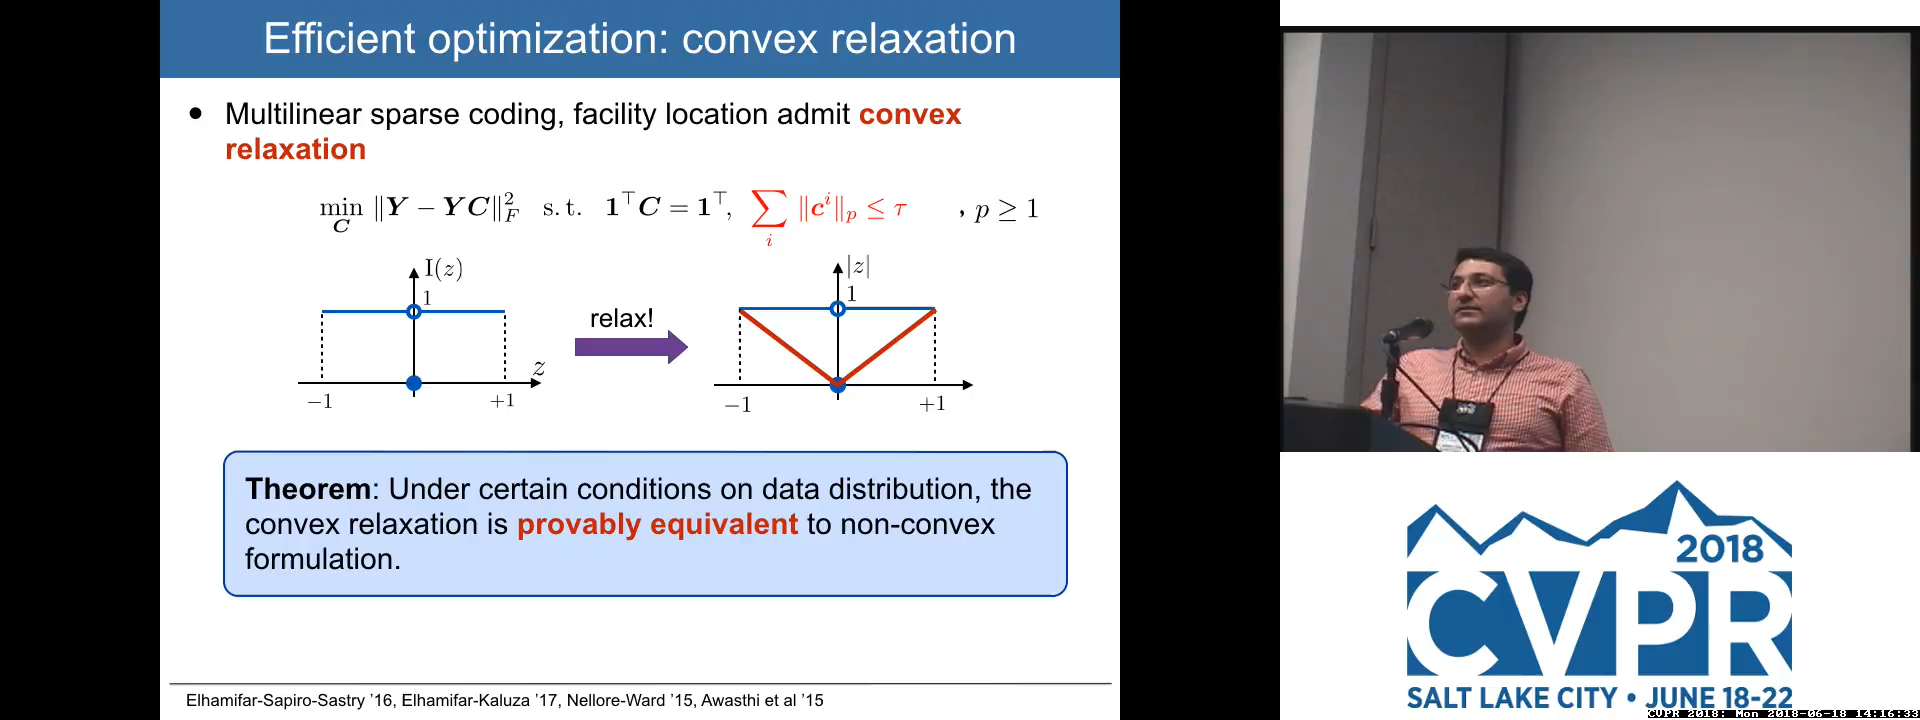 Efficient optimization: convex relaxation
● Multilinear sparse coding, facility location admit convex
relaxation
min_C ‖Y − YC‖²_F s.t. 1^⊤C = 1^⊤, ∑_i ‖c^i‖_p ≤ τ , p ≥ 1
I(z)
1
z
−1 +1
relax!
|z|
1
−1 +1
Theorem: Under certain conditions on data distribution, the
convex relaxation is provably equivalent to non-convex
formulation.
Elhamifar-Sapiro-Sastry ’16, Elhamifar-Kaluza ’17, Nellore-Ward ’15, Awasthi et al ’15
2018
CVPR
SALT LAKE CITY • JUNE 18-22
CVPR 2018: Mon 2018-06-18 14:16:33